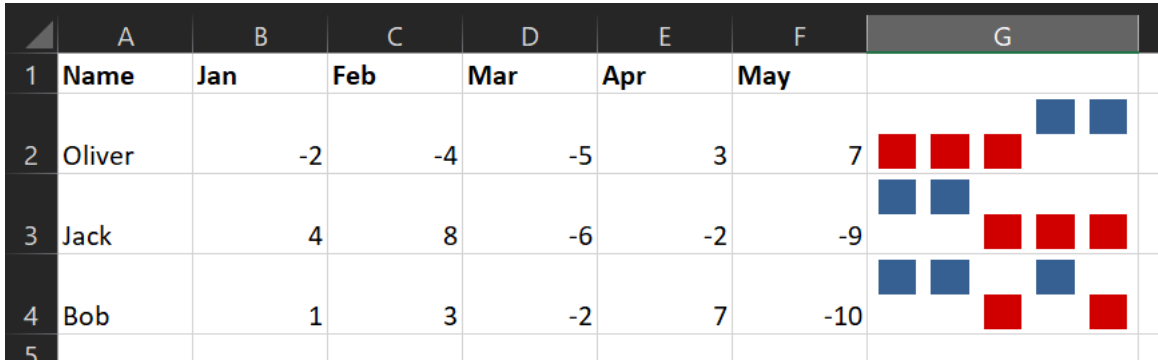 A B C D E F G
1 Name Jan Feb Mar Apr May
2 Oliver -2 -4 -5 3 7
3 Jack 4 8 -6 -2 -9
4 Bob 1 3 -2 7 -10
5